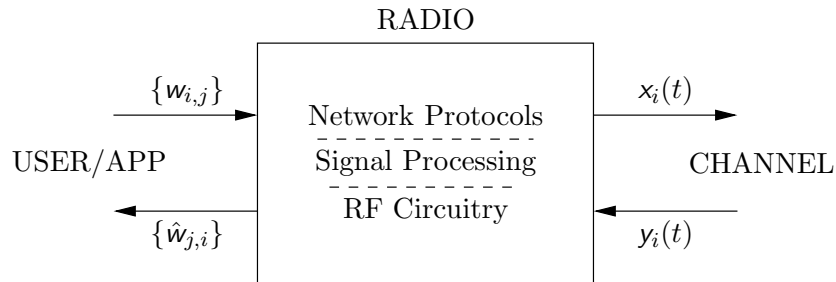 RADIO
{w_{i,j}}
x_i(t)
Network Protocols
USER/APP
Signal Processing
CHANNEL
RF Circuitry
{ŵ_{j,i}}
y_i(t)